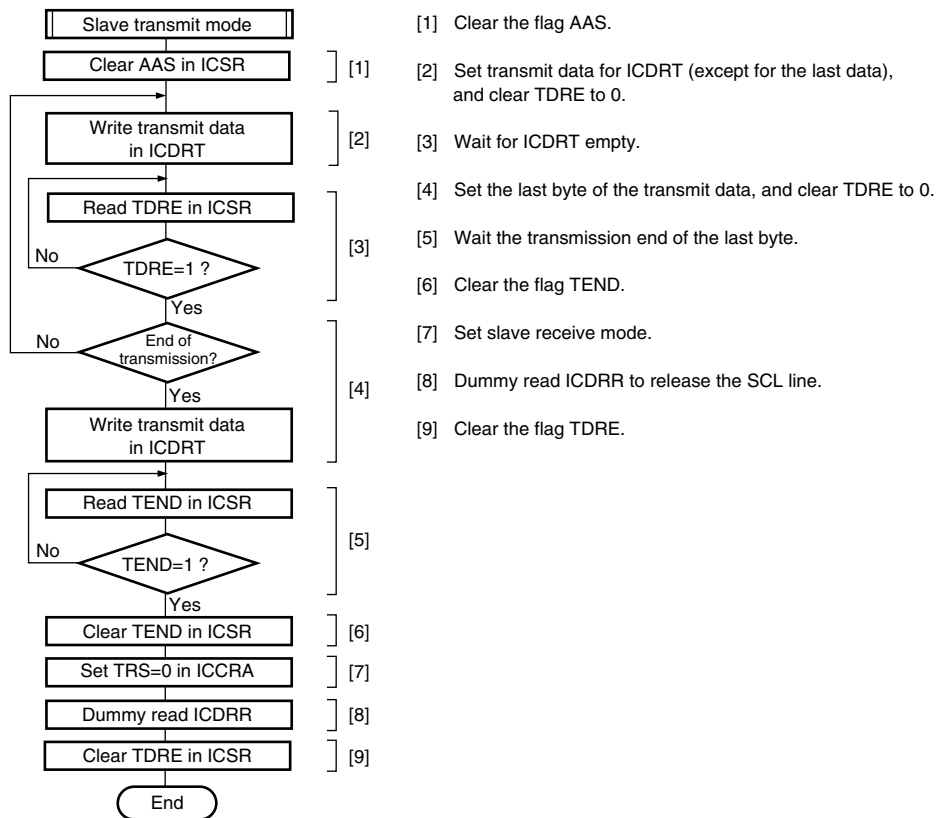 Slave transmit mode
Clear AAS in ICSR
[1]
Write transmit data
in ICDRT
[2]
Read TDRE in ICSR
No
TDRE=1 ?
[3]
Yes
No
End of
transmission?
[4]
Yes
Write transmit data
in ICDRT
Read TEND in ICSR
No
TEND=1 ?
[5]
Yes
Clear TEND in ICSR
[6]
Set TRS=0 in ICCRA
[7]
Dummy read ICDRR
[8]
Clear TDRE in ICSR
[9]
End
[1] Clear the flag AAS.
[2] Set transmit data for ICDRT (except for the last data),
and clear TDRE to 0.
[3] Wait for ICDRT empty.
[4] Set the last byte of the transmit data, and clear TDRE to 0.
[5] Wait the transmission end of the last byte.
[6] Clear the flag TEND.
[7] Set slave receive mode.
[8] Dummy read ICDRR to release the SCL line.
[9] Clear the flag TDRE.